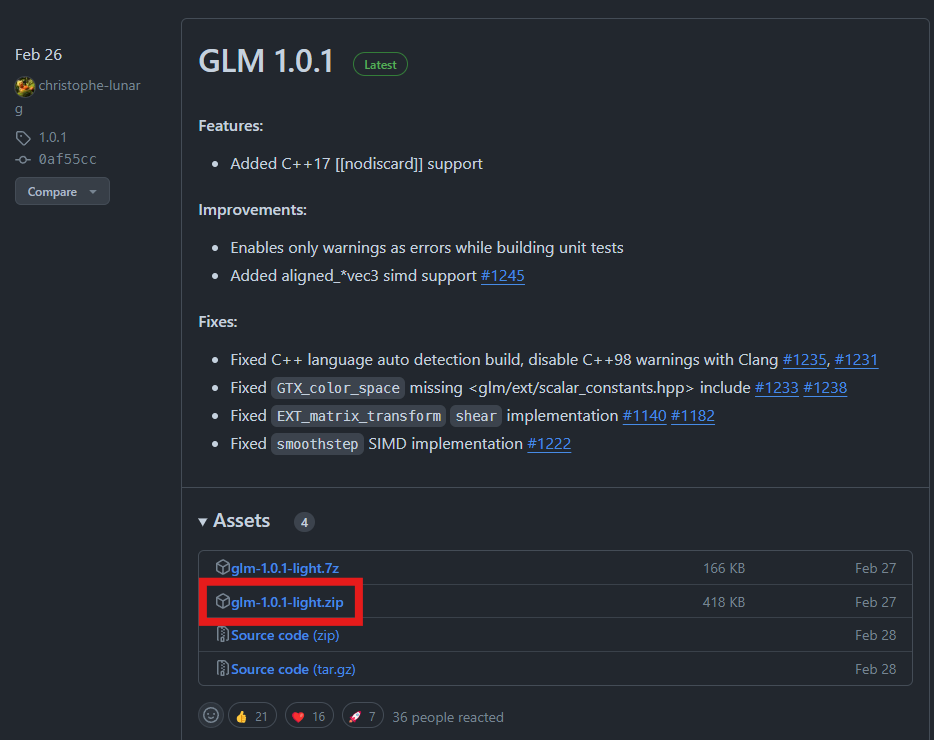 Feb 26
christophe-lunar
g
1.0.1
0af55cc
Compare
GLM 1.0.1 Latest
Features:
Added C++17 [[nodiscard]] support
Improvements:
Enables only warnings as errors while building unit tests
Added aligned_*vec3 simd support #1245
Fixes:
Fixed C++ language auto detection build, disable C++98 warnings with Clang #1235, #1231
Fixed GTX_color_space missing <glm/ext/scalar_constants.hpp> include #1233 #1238
Fixed EXT_matrix_transform shear implementation #1140 #1182
Fixed smoothstep SIMD implementation #1222
Assets 4
glm-1.0.1-light.7z 166 KB Feb 27
glm-1.0.1-light.zip 418 KB Feb 27
Source code (zip) Feb 28
Source code (tar.gz) Feb 28
21 16 7 36 people reacted